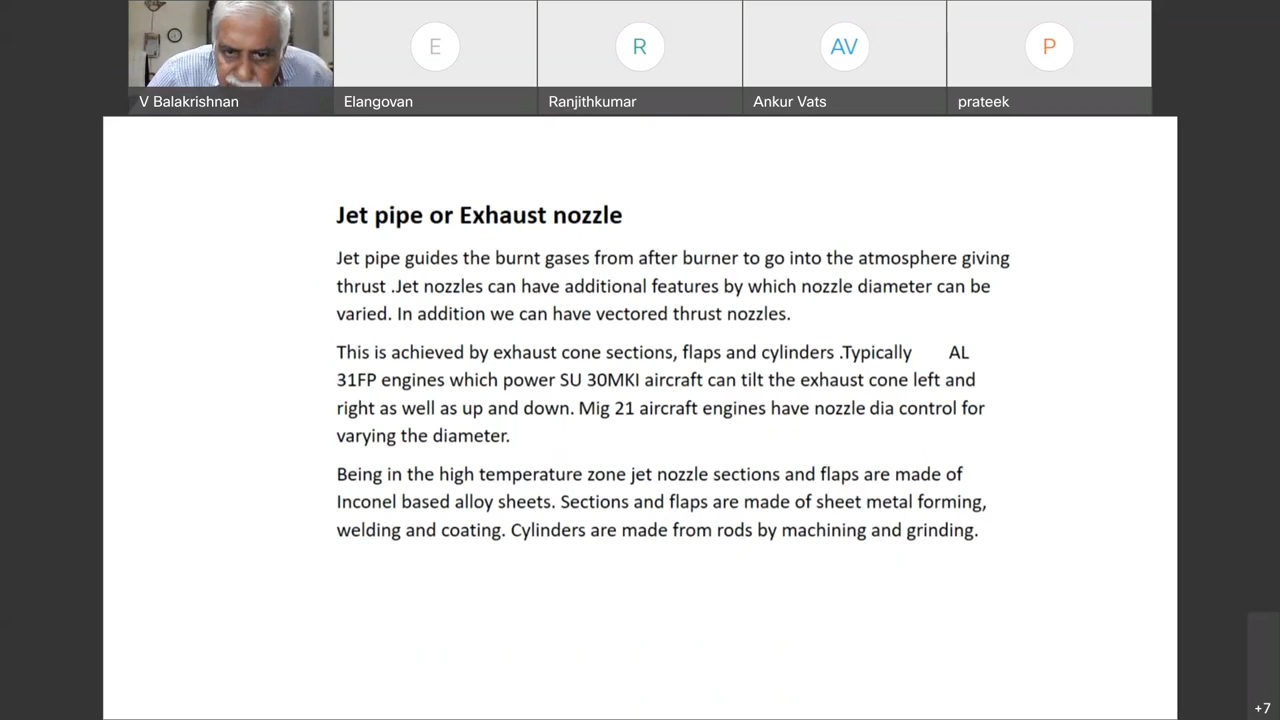 E
R
AV
P
V Balakrishnan
Elangovan
Ranjithkumar
Ankur Vats
prateek
Jet pipe or Exhaust nozzle
Jet pipe guides the burnt gases from after burner to go into the atmosphere giving
thrust .Jet nozzles can have additional features by which nozzle diameter can be
varied. In addition we can have vectored thrust nozzles.
This is achieved by exhaust cone sections, flaps and cylinders .Typically AL
31FP engines which power SU 30MKI aircraft can tilt the exhaust cone left and
right as well as up and down. Mig 21 aircraft engines have nozzle dia control for
varying the diameter.
Being in the high temperature zone jet nozzle sections and flaps are made of
Inconel based alloy sheets. Sections and flaps are made of sheet metal forming,
welding and coating. Cylinders are made from rods by machining and grinding.
+7